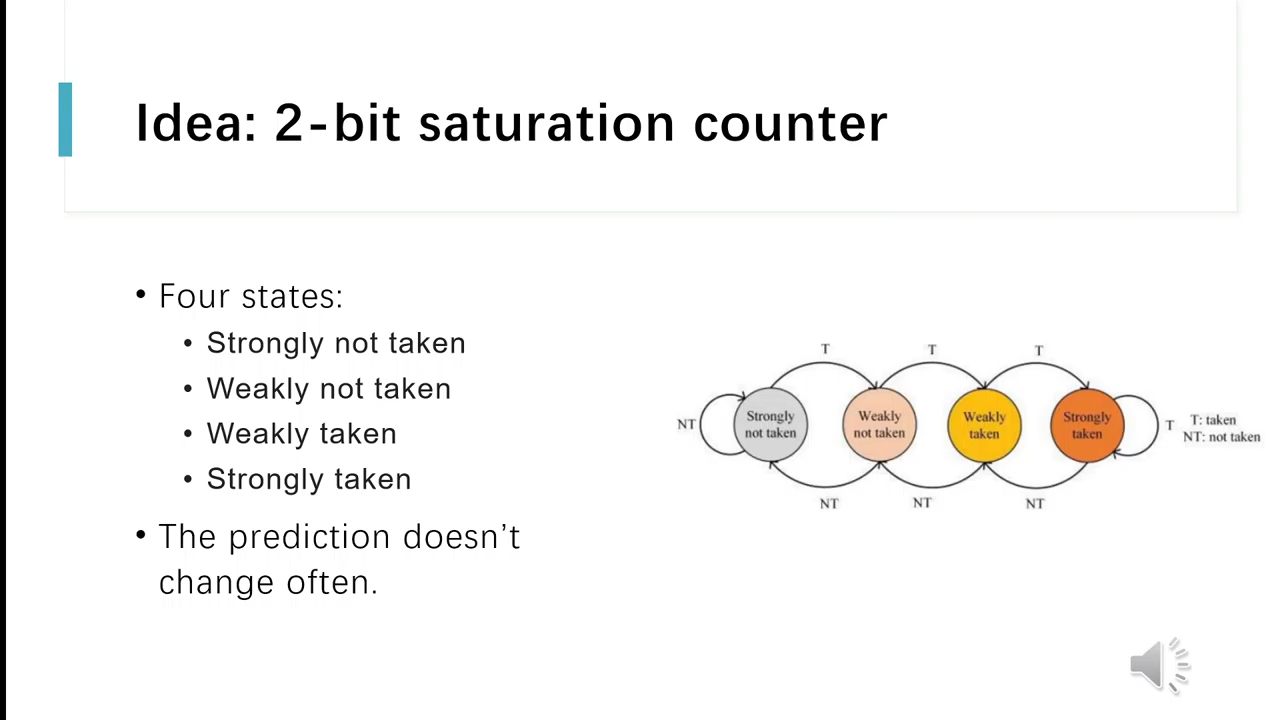 Idea: 2-bit saturation counter
• Four states:
• Strongly not taken
• Weakly not taken
• Weakly taken
• Strongly taken
• The prediction doesn’t
change often.
T
T
T
NT
Strongly
not taken
Weakly
not taken
Weakly
taken
Strongly
taken
T
T: taken
NT: not taken
NT
NT
NT